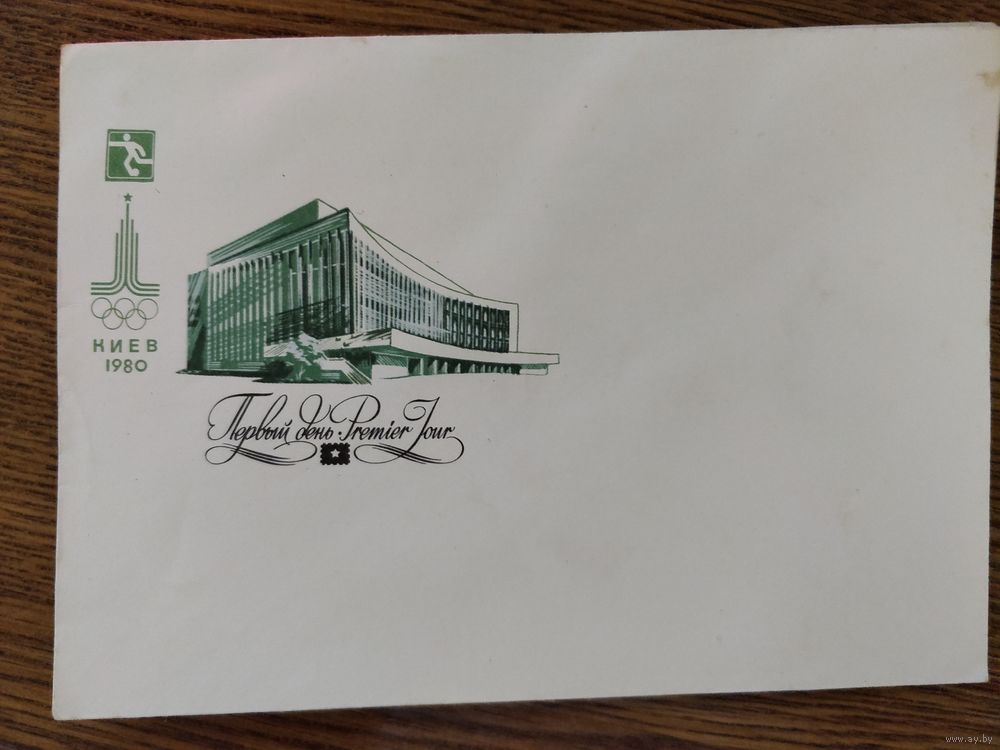 КИЕВ
1980
Первый день · Premier Jour
www.ay.by